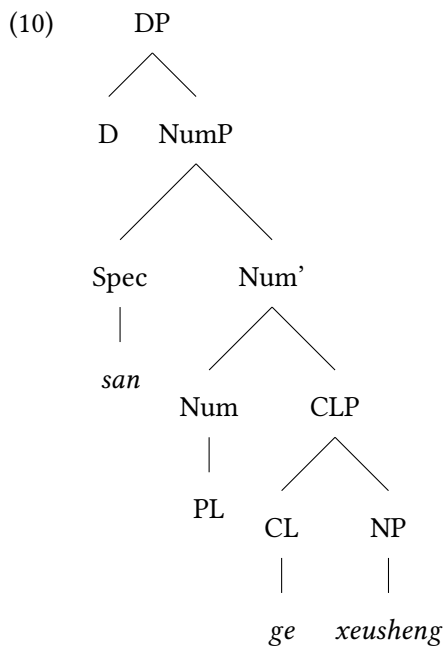 (10) DP
D NumP
Spec Num’
san
Num CLP
PL
CL NP
ge xeusheng